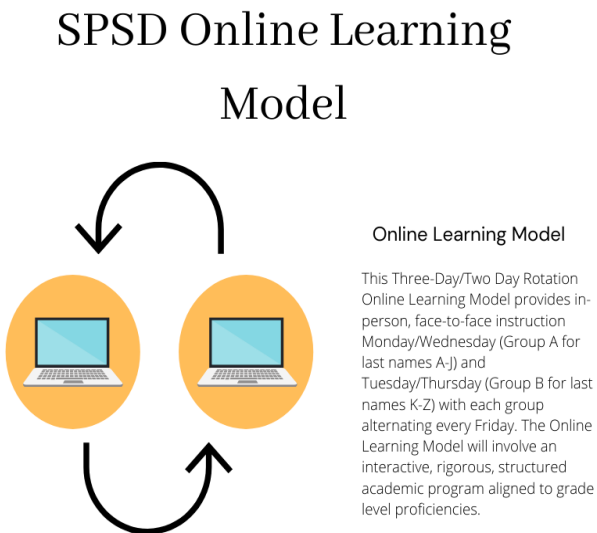 SPSD Online Learning
Model
Online Learning Model
This Three-Day/Two Day Rotation
Online Learning Model provides in-
person, face-to-face instruction
Monday/Wednesday (Group A for
last names A-J) and
Tuesday/Thursday (Group B for last
names K-Z) with each group
alternating every Friday. The Online
Learning Model will involve an
interactive, rigorous, structured
academic program aligned to grade
level proficiencies.